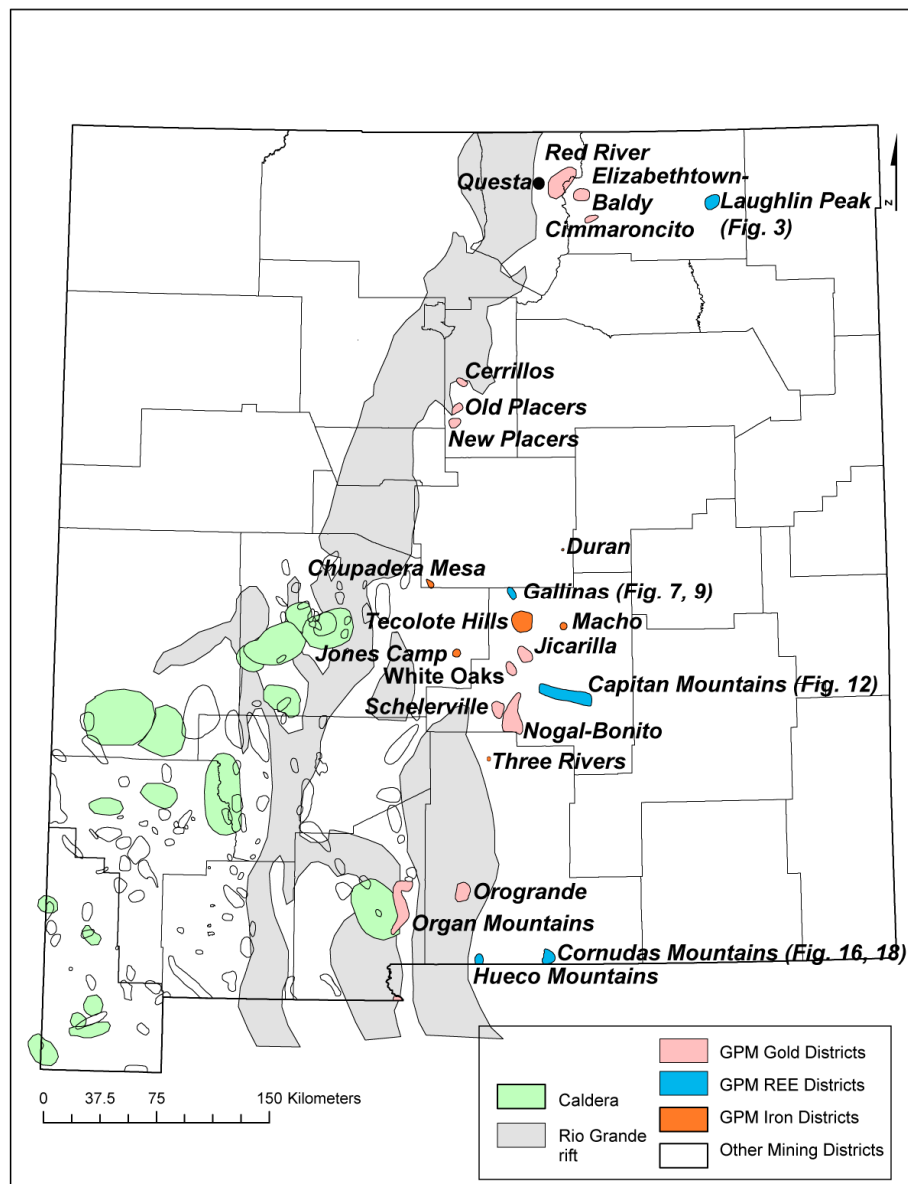 Red River
Questa
Elizabethtown-
Baldy
Laughlin Peak
(Fig. 3)
Cimmaroncito
z
Cerrillos
Old Placers
New Placers
Duran
Chupadera Mesa
Gallinas (Fig. 7, 9)
Tecolote Hills
Macho
Jones Camp
Jicarilla
White Oaks
Capitan Mountains (Fig. 12)
Schelerville
Nogal-Bonito
Three Rivers
Orogrande
Organ Mountains
Cornudas Mountains (Fig. 16, 18)
Hueco Mountains
0 37.5 75 150 Kilometers
Caldera
Rio Grande
rift
GPM Gold Districts
GPM REE Districts
GPM Iron Districts
Other Mining Districts